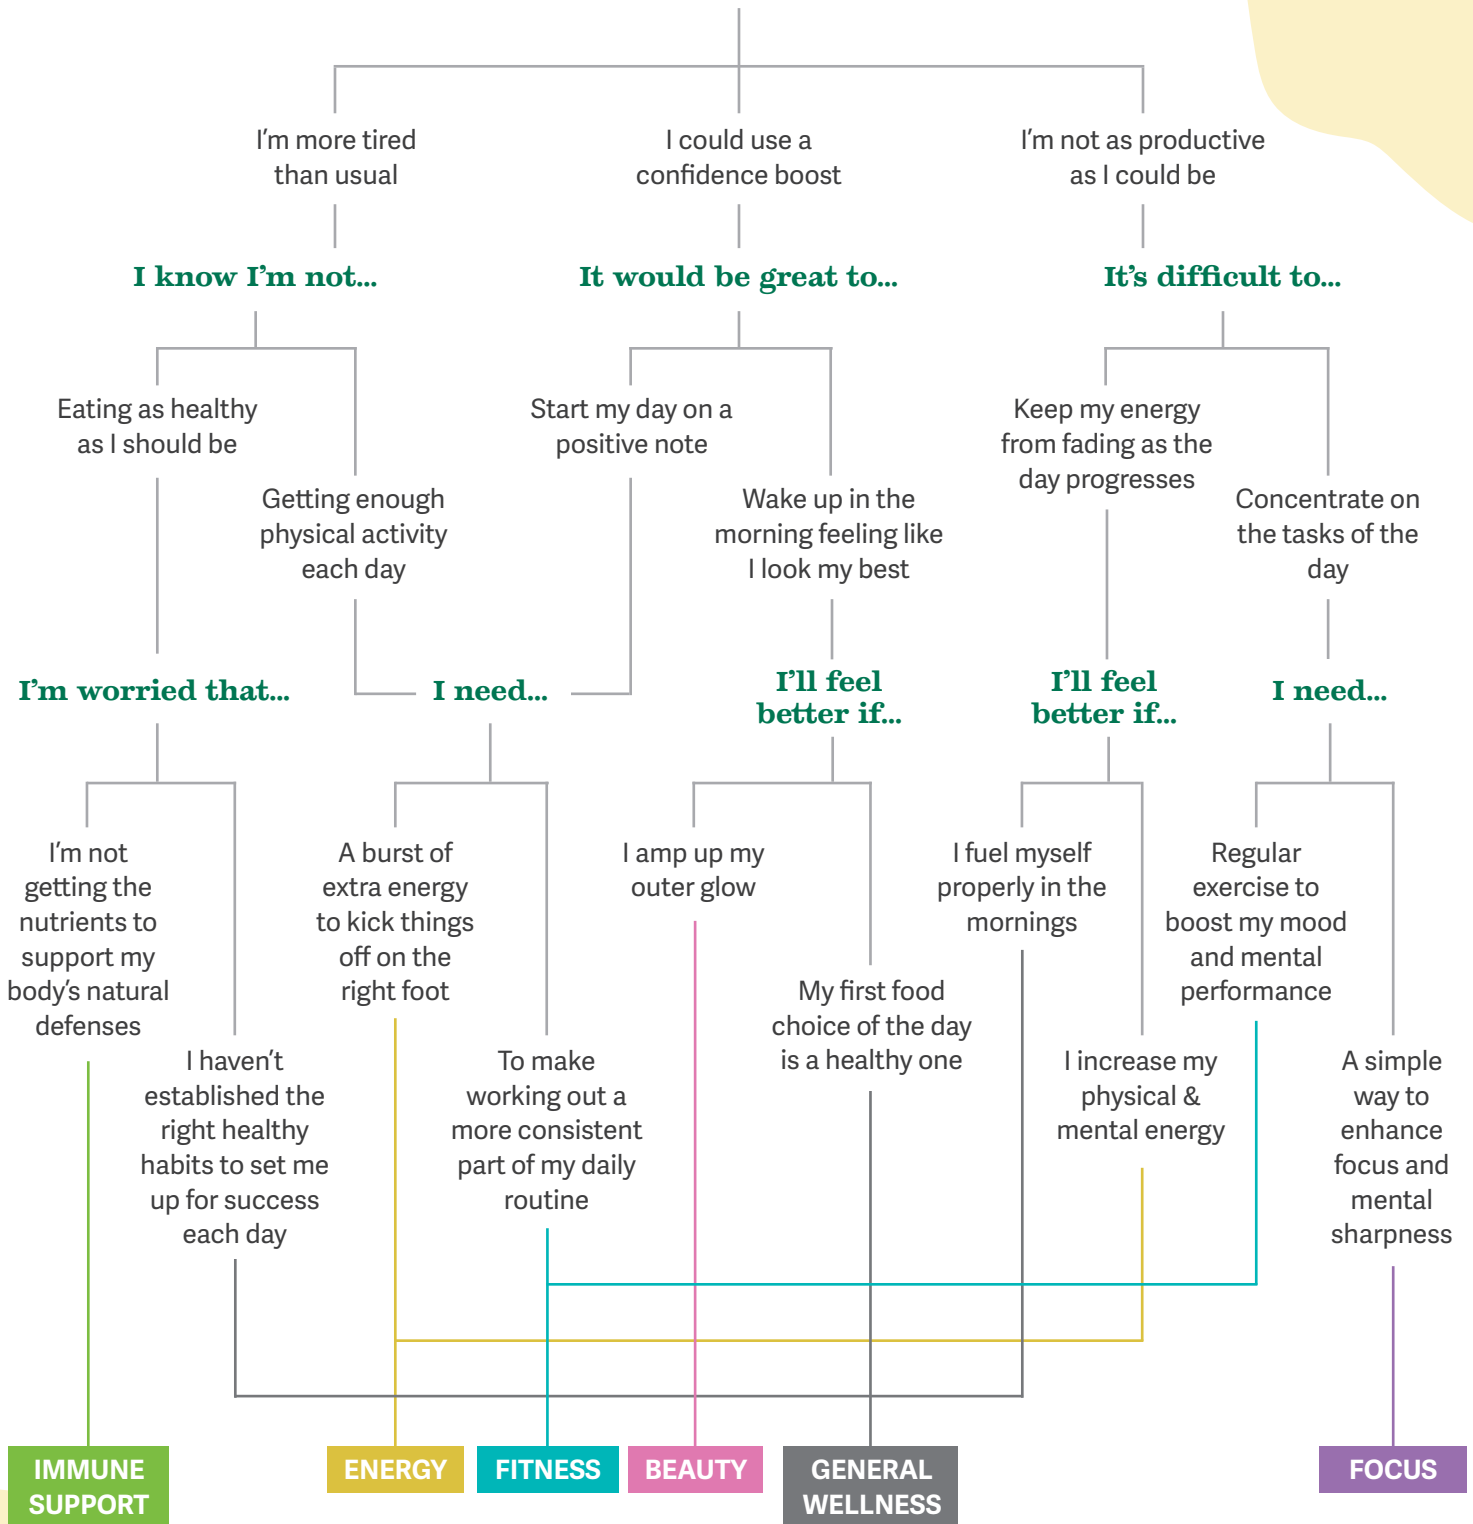 I'm more tired
than usual
I could use a
confidence boost
I'm not as productive
as I could be
I know I'm not...
It would be great to...
It's difficult to...
Eating as healthy
as I should be
Getting enough
physical activity
each day
Start my day on a
positive note
Wake up in the
morning feeling like
I look my best
Keep my energy
from fading as the
day progresses
Concentrate on
the tasks of the
day
I'm worried that...
I need...
I'll feel
better if...
I'll feel
better if...
I need...
I'm not
getting the
nutrients to
support my
body's natural
defenses
I haven't
established the
right healthy
habits to set me
up for success
each day
A burst of
extra energy
to kick things
off on the
right foot
To make
working out a
more consistent
part of my daily
routine
I amp up my
outer glow
My first food
choice of the day
is a healthy one
I fuel myself
properly in the
mornings
I increase my
physical &
mental energy
Regular
exercise to
boost my mood
and mental
performance
A simple
way to
enhance
focus and
mental
sharpness
IMMUNE
SUPPORT
ENERGY
FITNESS
BEAUTY
GENERAL
WELLNESS
FOCUS